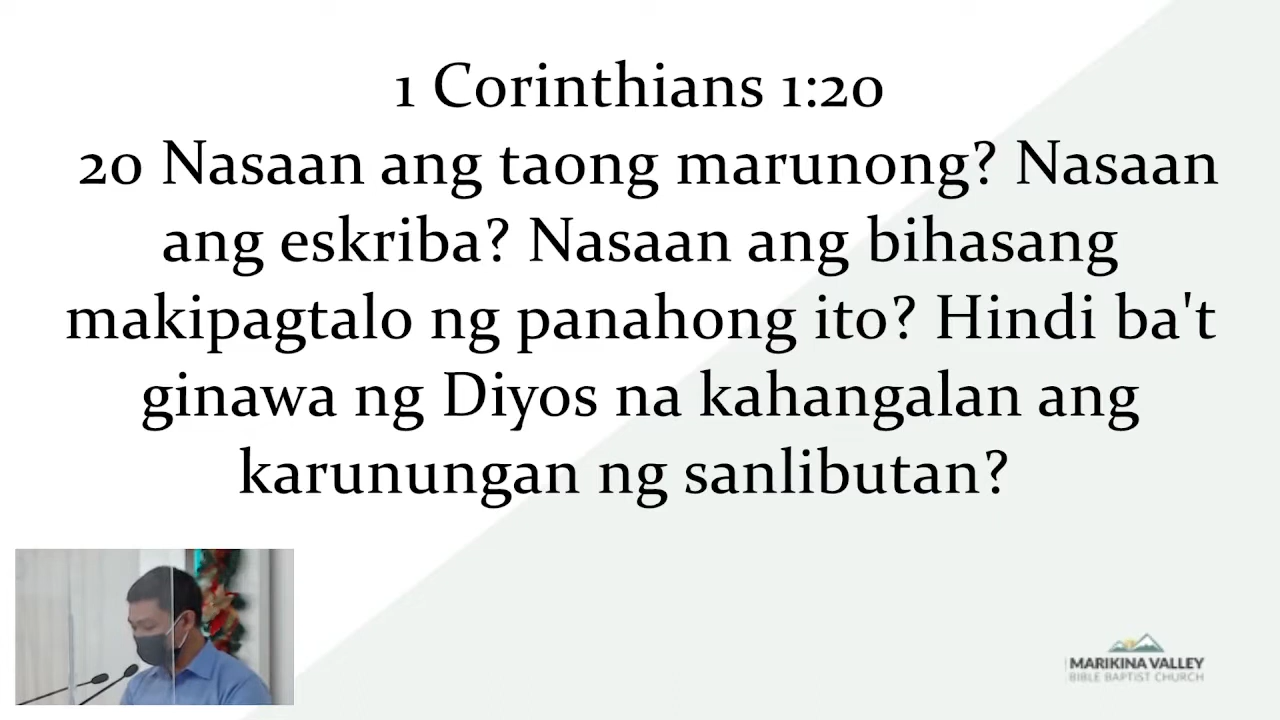 1 Corinthians 1:20
20 Nasaan ang taong marunong? Nasaan
ang eskriba? Nasaan ang bihasang
makipagtalo ng panahong ito? Hindi ba't
ginawa ng Diyos na kahangalan ang
karunungan ng sanlibutan?
MARIKINA VALLEY
BIBLE BAPTIST CHURCH